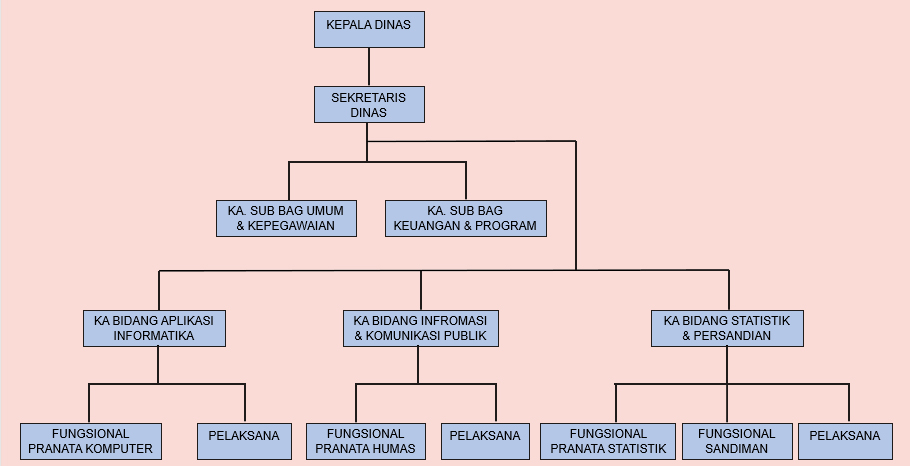 KEPALA DINAS
SEKRETARIS
DINAS
KA. SUB BAG UMUM
& KEPEGAWAIAN
KA. SUB BAG
KEUANGAN & PROGRAM
KA BIDANG APLIKASI
INFORMATIKA
KA BIDANG INFROMASI
& KOMUNIKASI PUBLIK
KA BIDANG STATISTIK
& PERSANDIAN
FUNGSIONAL
PRANATA KOMPUTER
PELAKSANA
FUNGSIONAL
PRANATA HUMAS
PELAKSANA
FUNGSIONAL
PRANATA STATISTIK
FUNGSIONAL
SANDIMAN
PELAKSANA